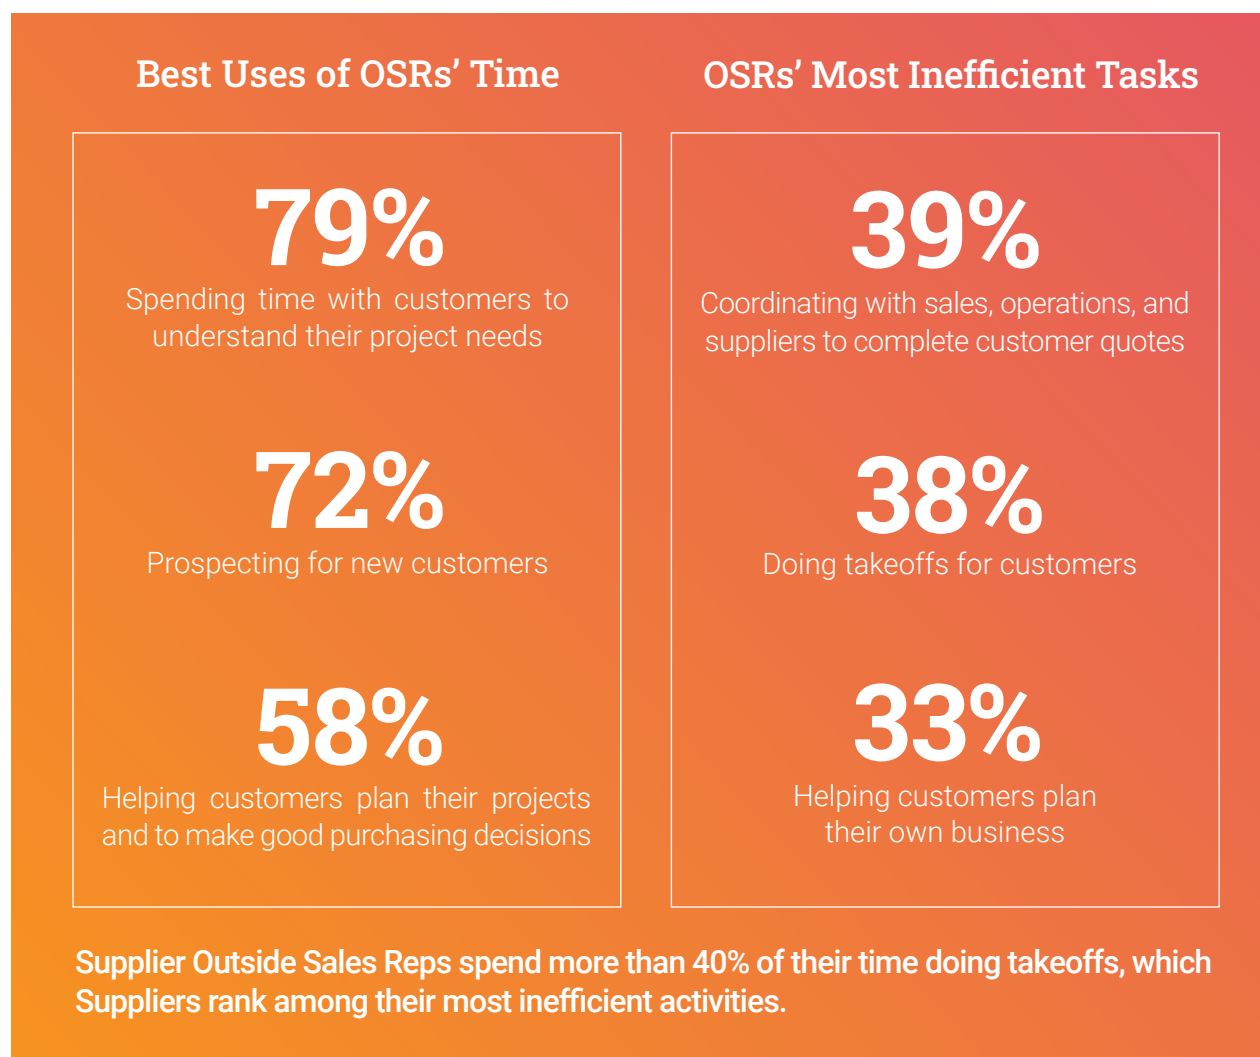 Best Uses of OSRs’ Time
79%
Spending time with customers to
understand their project needs
72%
Prospecting for new customers
58%
Helping customers plan their projects
and to make good purchasing decisions
OSRs’ Most Inefficient Tasks
39%
Coordinating with sales, operations, and
suppliers to complete customer quotes
38%
Doing takeoffs for customers
33%
Helping customers plan
their own business
Supplier Outside Sales Reps spend more than 40% of their time doing takeoffs, which
Suppliers rank among their most inefficient activities.